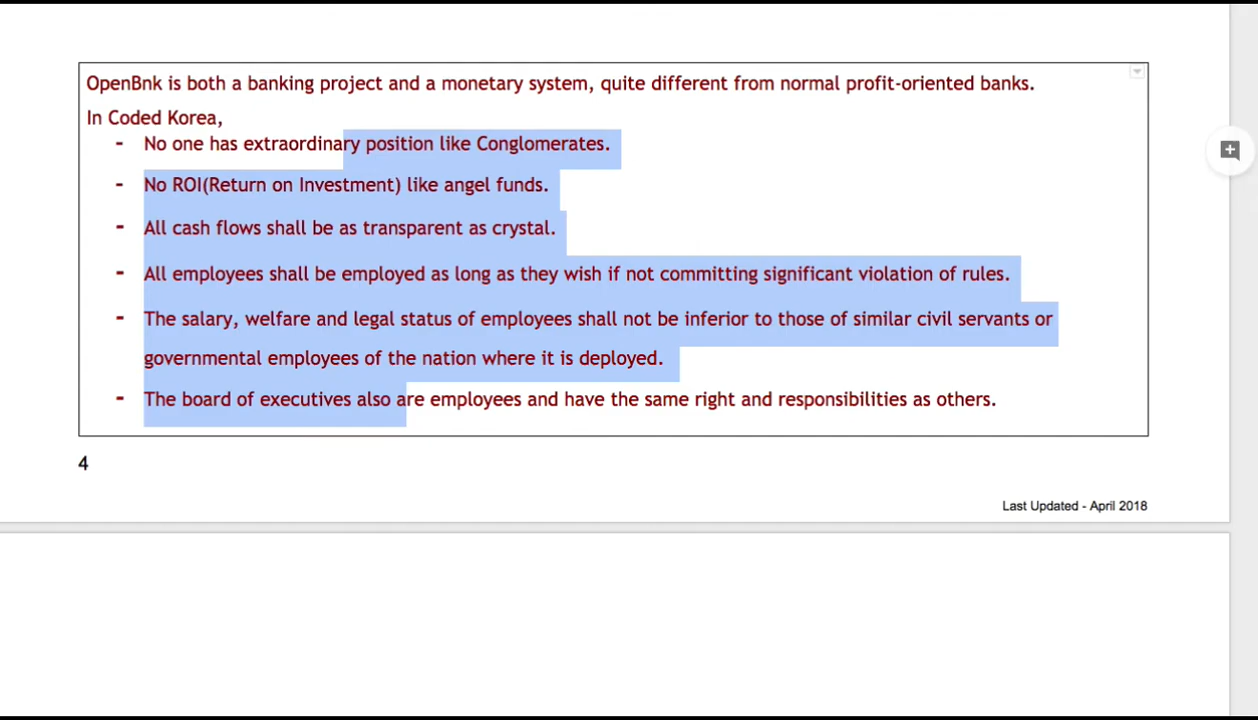 OpenBnk is both a banking project and a monetary system, quite different from normal profit-oriented banks.
In Coded Korea,
- No one has extraordinary position like Conglomerates.
- No ROI(Return on Investment) like angel funds.
- All cash flows shall be as transparent as crystal.
- All employees shall be employed as long as they wish if not committing significant violation of rules.
- The salary, welfare and legal status of employees shall not be inferior to those of similar civil servants or
governmental employees of the nation where it is deployed.
- The board of executives also are employees and have the same right and responsibilities as others.
4
Last Updated - April 2018